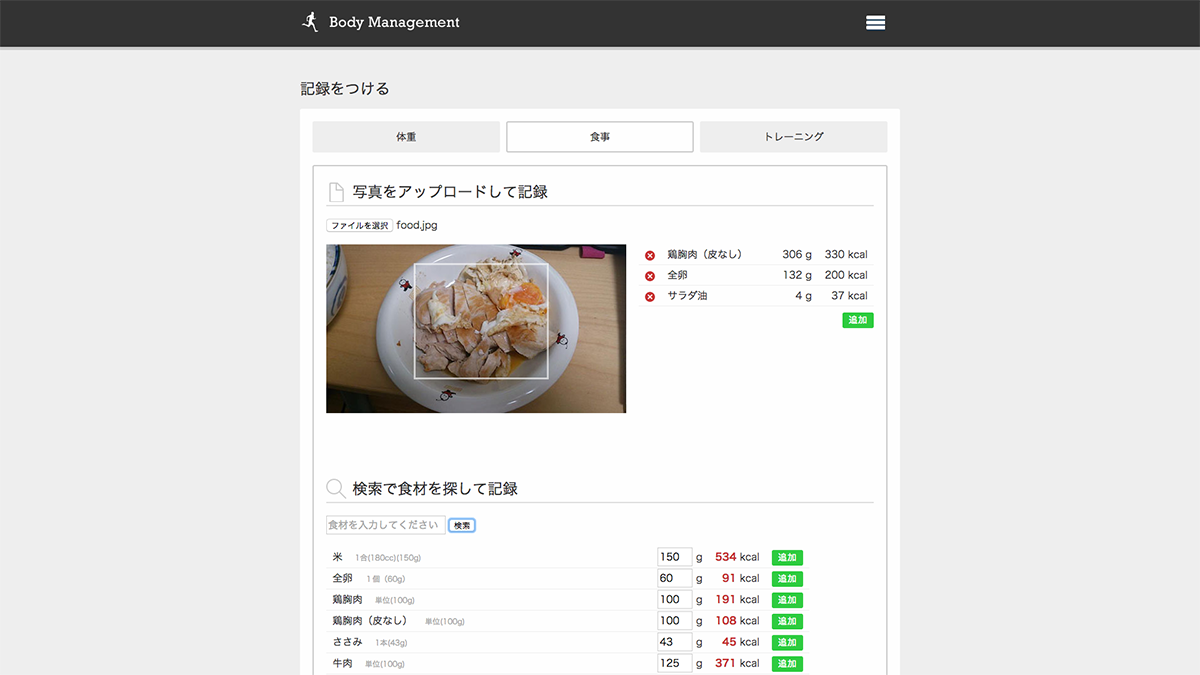 Body Management
記録をつける
体重 食事 トレーニング
写真をアップロードして記録
ファイルを選択 food.jpg
鶏胸肉（皮なし） 306 g 330 kcal
全卵 132 g 200 kcal
サラダ油 4 g 37 kcal
追加
検索で食材を探して記録
食材を入力してください 検索
米 1合(180cc)(150g) 150 g 534 kcal 追加
全卵 1個（60g) 60 g 91 kcal 追加
鶏胸肉 単位(100g) 100 g 191 kcal 追加
鶏胸肉（皮なし） 単位(100g) 100 g 108 kcal 追加
ささみ 1本(43g) 43 g 45 kcal 追加
牛肉 単位(100g) 125 g 371 kcal 追加